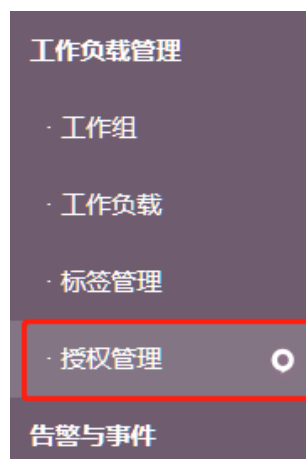 工作负载管理
· 工作组
· 工作负载
· 标签管理
· 授权管理
告警与事件